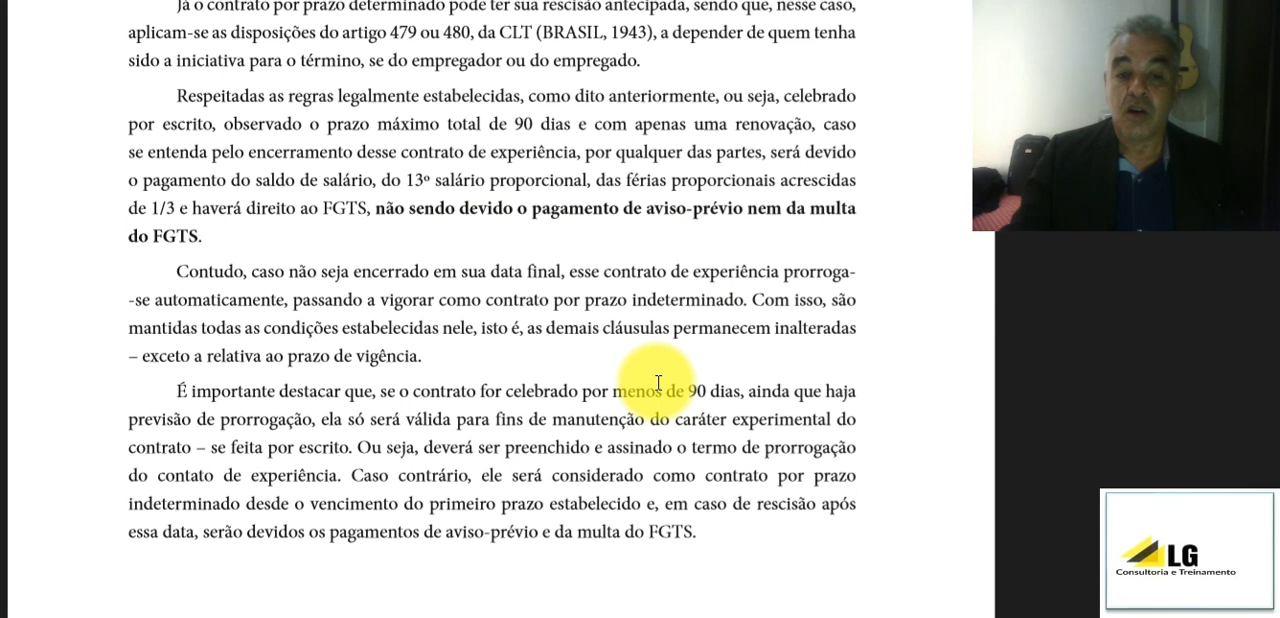 Já o contrato por prazo determinado pode ter sua rescisão antecipada, sendo que, nesse caso,
aplicam-se as disposições do artigo 479 ou 480, da CLT (BRASIL, 1943), a depender de quem tenha
sido a iniciativa para o término, se do empregador ou do empregado.
Respeitadas as regras legalmente estabelecidas, como dito anteriormente, ou seja, celebrado
por escrito, observado o prazo máximo total de 90 dias e com apenas uma renovação, caso
se entenda pelo encerramento desse contrato de experiência, por qualquer das partes, será devido
o pagamento do saldo de salário, do 13º salário proporcional, das férias proporcionais acrescidas
de 1/3 e haverá direito ao FGTS, não sendo devido o pagamento de aviso-prévio nem da multa
do FGTS.
Contudo, caso não seja encerrado em sua data final, esse contrato de experiência prorroga-
-se automaticamente, passando a vigorar como contrato por prazo indeterminado. Com isso, são
mantidas todas as condições estabelecidas nele, isto é, as demais cláusulas permanecem inalteradas
– exceto a relativa ao prazo de vigência.
É importante destacar que, se o contrato for celebrado por menos de 90 dias, ainda que haja
previsão de prorrogação, ela só será válida para fins de manutenção do caráter experimental do
contrato – se feita por escrito. Ou seja, deverá ser preenchido e assinado o termo de prorrogação
do contato de experiência. Caso contrário, ele será considerado como contrato por prazo
indeterminado desde o vencimento do primeiro prazo estabelecido e, em caso de rescisão após
essa data, serão devidos os pagamentos de aviso-prévio e da multa do FGTS.
LG
Consultoria e Treinamento